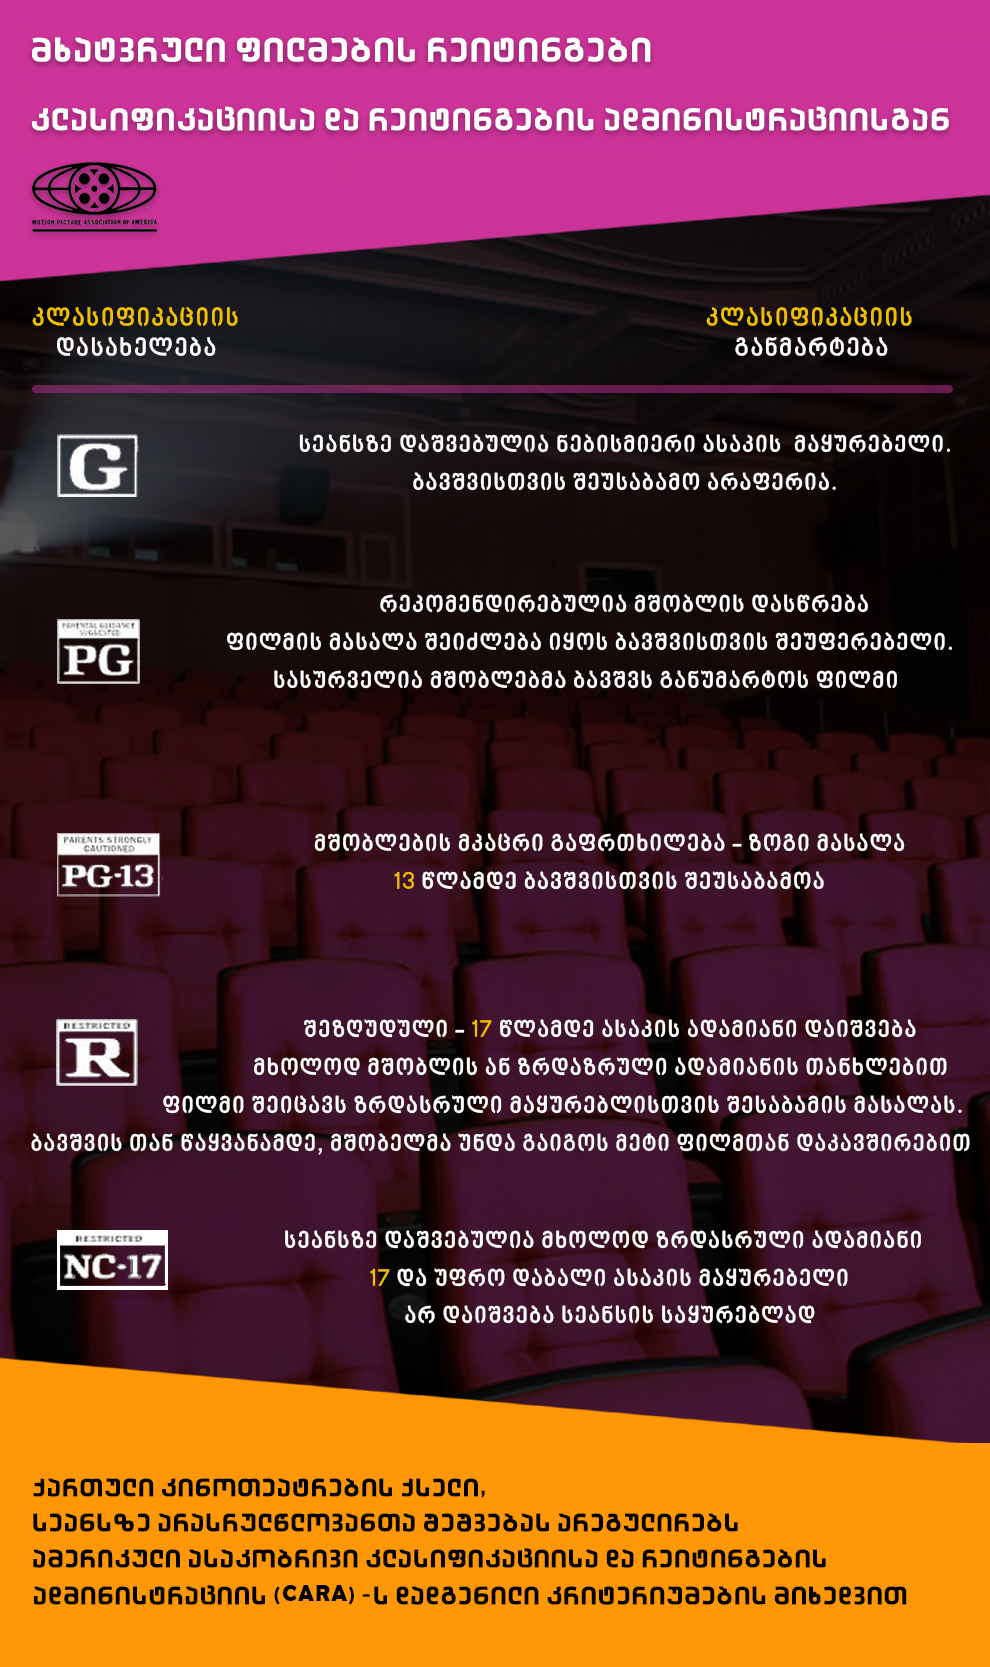 მხატვრული ფილმების რეიტინგები
კლასიფიკაციისა და რეიტინგების ადმინისტრაციისგან
MOTION PICTURE ASSOCIATION OF AMERICA
კლასიფიკაციის
დასახელება
კლასიფიკაციის
განმარტება
G
სეანსზე დაშვებულია ნებისმიერი ასაკის მაყურებელი.
ბავშვისთვის შეუსაბამო არაფერია.
PARENTAL GUIDANCE
SUGGESTED
PG
რეკომენდირებულია მშობლის დასწრება
ფილმის მასალა შეიძლება იყოს ბავშვისთვის შეუფერებელი.
სასურველია მშობლებმა ბავშვს განუმარტოს ფილმი
PARENTS STRONGLY
CAUTIONED
PG-13
მშობლების მკაცრი გაფრთხილება – ზოგი მასალა
13 წლამდე ბავშვისთვის შეუსაბამოა
RESTRICTED
R
შეზღუდული – 17 წლამდე ასაკის ადამიანი დაიშვება
მხოლოდ მშობლის ან ზრდაზრული ადამიანის თანხლებით
ფილმი შეიცავს ზრდასრული მაყურებლისთვის შესაბამის მასალას.
ბავშვის თან წაყვანამდე, მშობელმა უნდა გაიგოს მეტი ფილმთან დაკავშირებით
RESTRICTED
NC-17
სეანსზე დაშვებულია მხოლოდ ზრდასრული ადამიანი
17 და უფრო დაბალი ასაკის მაყურებელი
არ დაიშვება სეანსის საყურებლად
ქართული კინოთეატრების ქსელი,
სეანსზე არასრულწლოვანთა შეშვებას არეგულირებს
ამერიკული ასაკობრივი კლასიფიკაციისა და რეიტინგების
ადმინისტრაციის (CARA) -ს დადგენილი კრიტერიუმების მიხედვით